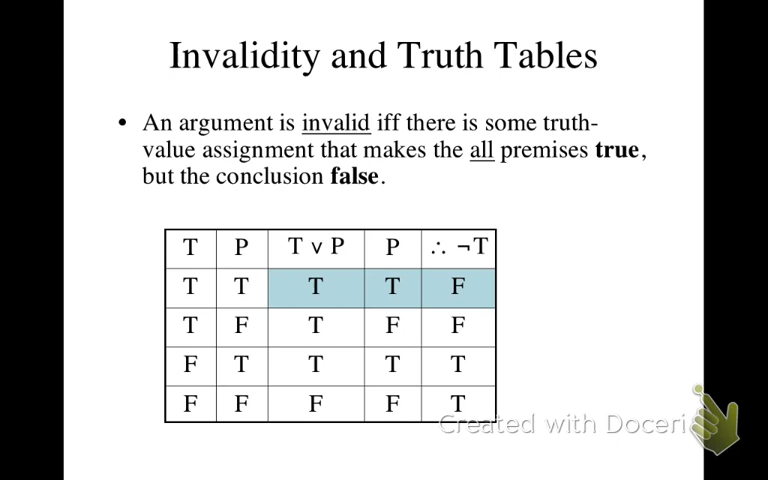 Invalidity and Truth Tables
• An argument is invalid iff there is some truth-
value assignment that makes the all premises true,
but the conclusion false.
T P T ∨ P P ∴ ¬T
T T T T F
T F T F F
F T T T T
F F F F T
Created with Doceri